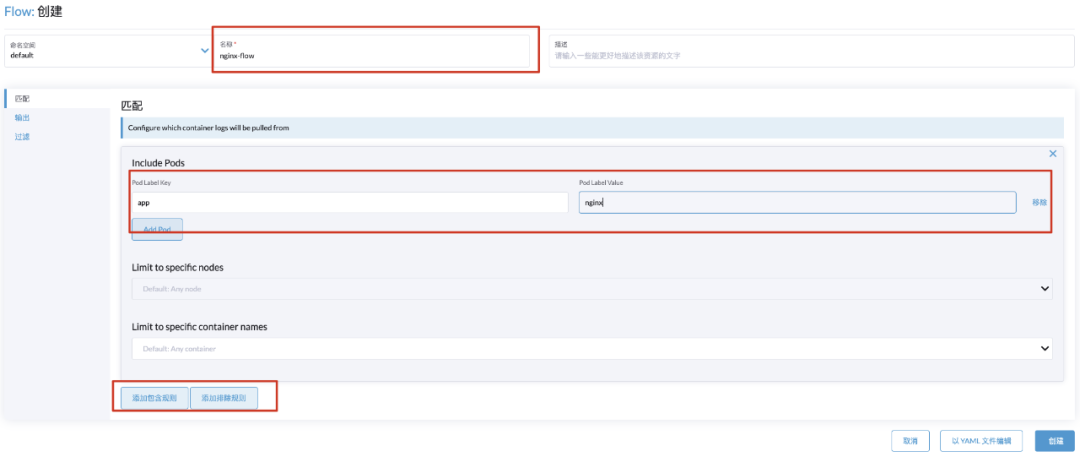 Flow: 创建
命名空间
default
名称 *
nginx-flow
描述
请输入一些能更好地描述该资源的文字
匹配
输出
过滤
匹配
Configure which container logs will be pulled from
Include Pods
Pod Label Key
Pod Label Value
app
nginx
移除
Add Pod
Limit to specific nodes
Default: Any node
Limit to specific container names
Default: Any container
添加包含规则
添加排除规则
取消
以 YAML 文件编辑
创建